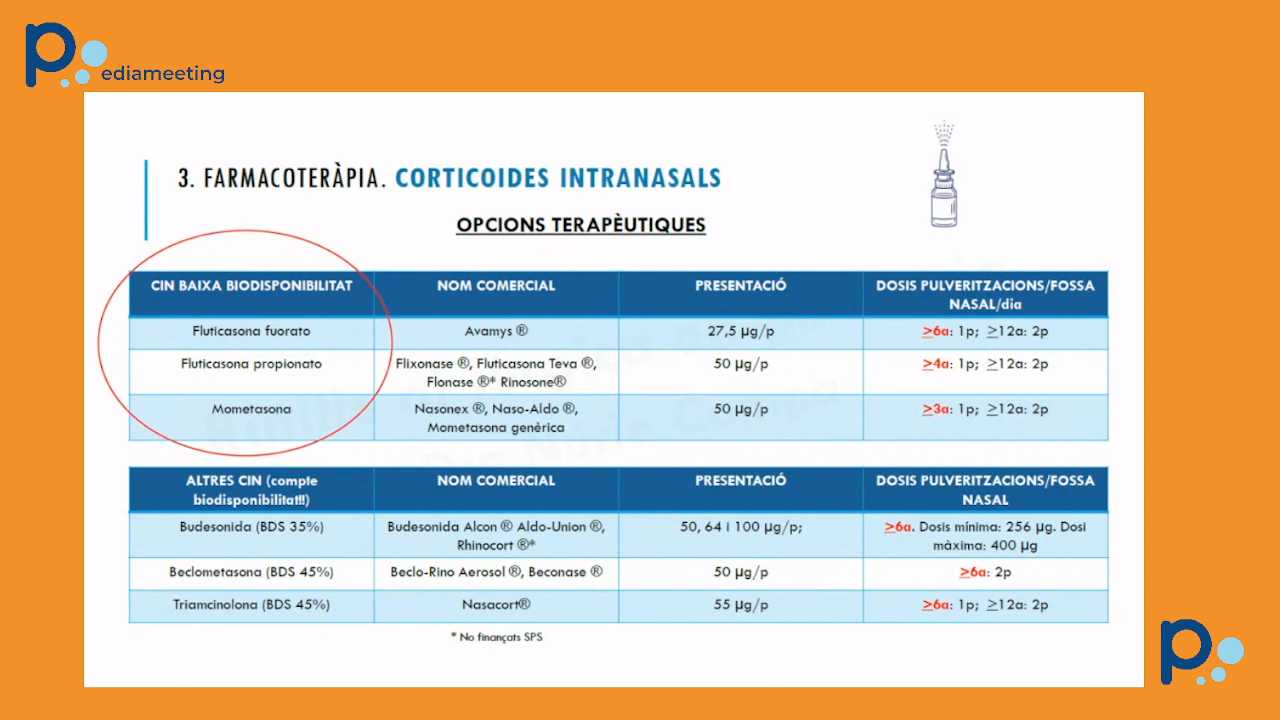 pediameeting
3. FARMACOTERÀPIA. CORTICOIDES INTRANASALS
OPCIONS TERAPÈUTIQUES
CIN BAIXA BIODISPONIBILITAT NOM COMERCIAL PRESENTACIÓ DOSIS PULVERITZACIONS/FOSSA
NASAL/dia
Fluticasona fuorato Avamys ® 27,5 µg/p ≥6a: 1p; ≥12a: 2p
Fluticasona propionato Flixonase ®, Fluticasona Teva ®, 50 µg/p ≥4a: 1p; ≥12a: 2p
Flonase ®* Rinosone®
Mometasona Nasonex ®, Naso-Aldo ®, 50 µg/p ≥3a: 1p; ≥12a: 2p
Mometasona genèrica
ALTRES CIN (compte NOM COMERCIAL PRESENTACIÓ DOSIS PULVERITZACIONS/FOSSA
biodisponibilitat!!) NASAL
Budesonida (BDS 35%) Budesonida Alcon ® Aldo-Union ®, 50, 64 i 100 µg/p; ≥6a. Dosis mínima: 256 µg. Dosi
Rhinocort ®* màxima: 400 µg
Beclometasona (BDS 45%) Beclo-Rino Aerosol ®, Beconase ® 50 µg/p ≥6a: 2p
Triamcinolona (BDS 45%) Nasacort® 55 µg/p ≥6a: 1p; ≥12a: 2p
* No finançats SPS
p